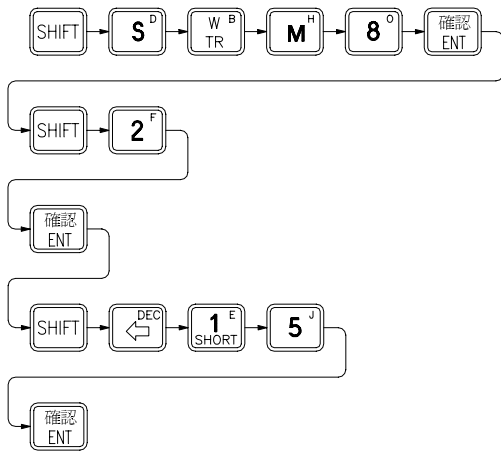 SHIFT S D W B TR M H 8 O 確認 ENT
SHIFT 2 F
確認 ENT
SHIFT DEC 1 E SHORT 5 J
確認 ENT